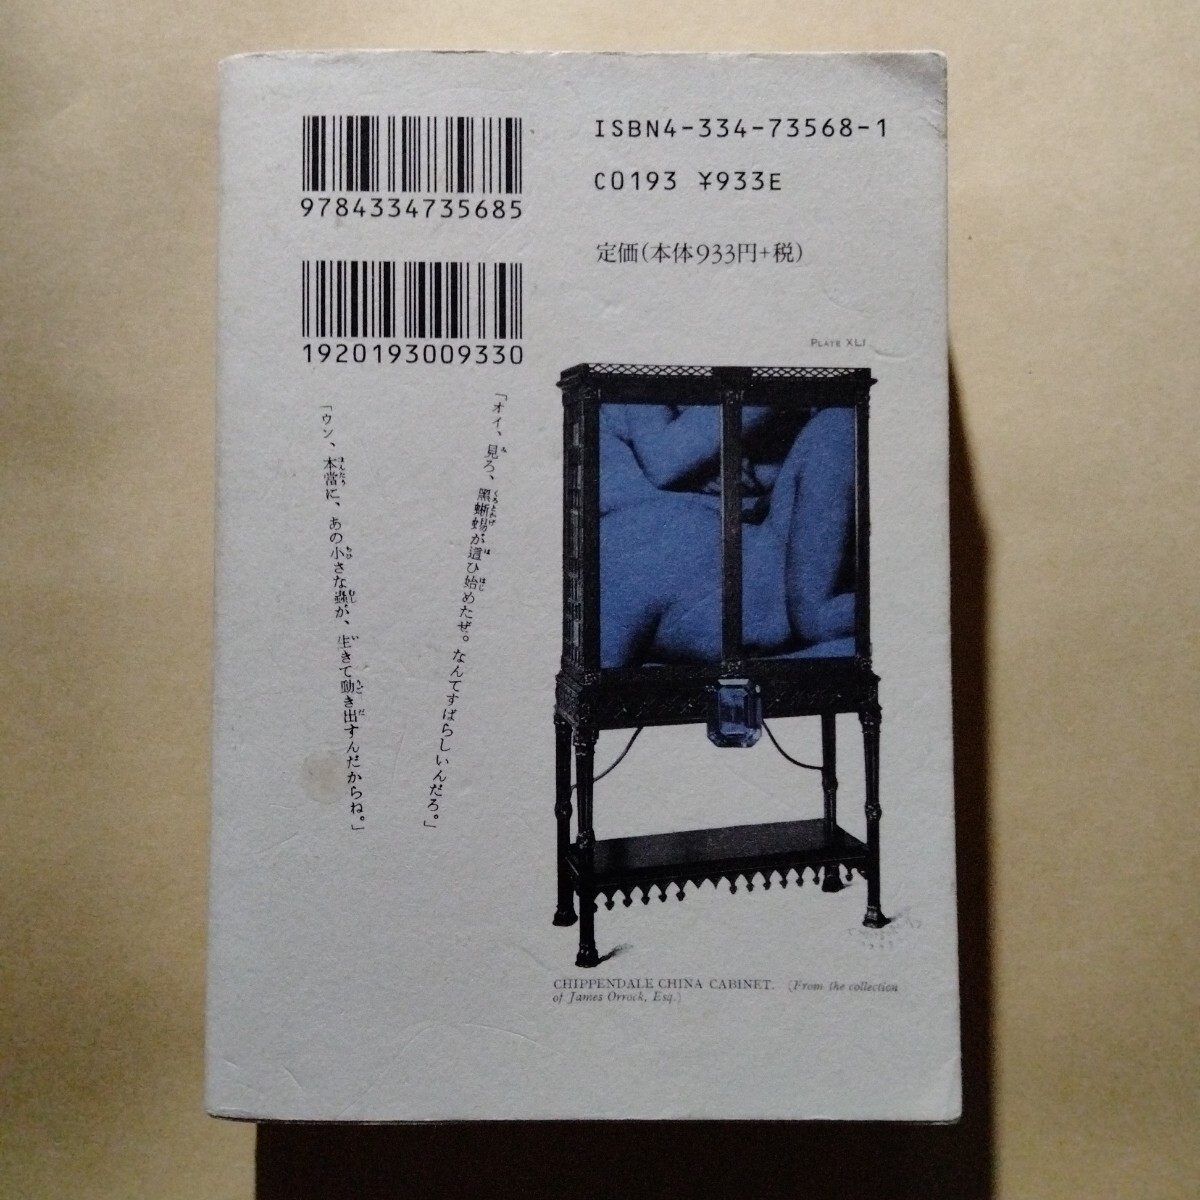 9784334735685
1920193009330
ISBN4-334-73568-1
C0193 ¥933E
定価(本体933円+税)
PLATE XLI
「オイ、見ろ、黑蜥蜴が這ひ始めたぜ。なんてすばらしいんだろ。」
「ウン、本當に、あの小さな蟲が、生きて動き出すんだからね。」
CHIPPENDALE CHINA CABINET. (From the collection
of James Orrock, Esq.)